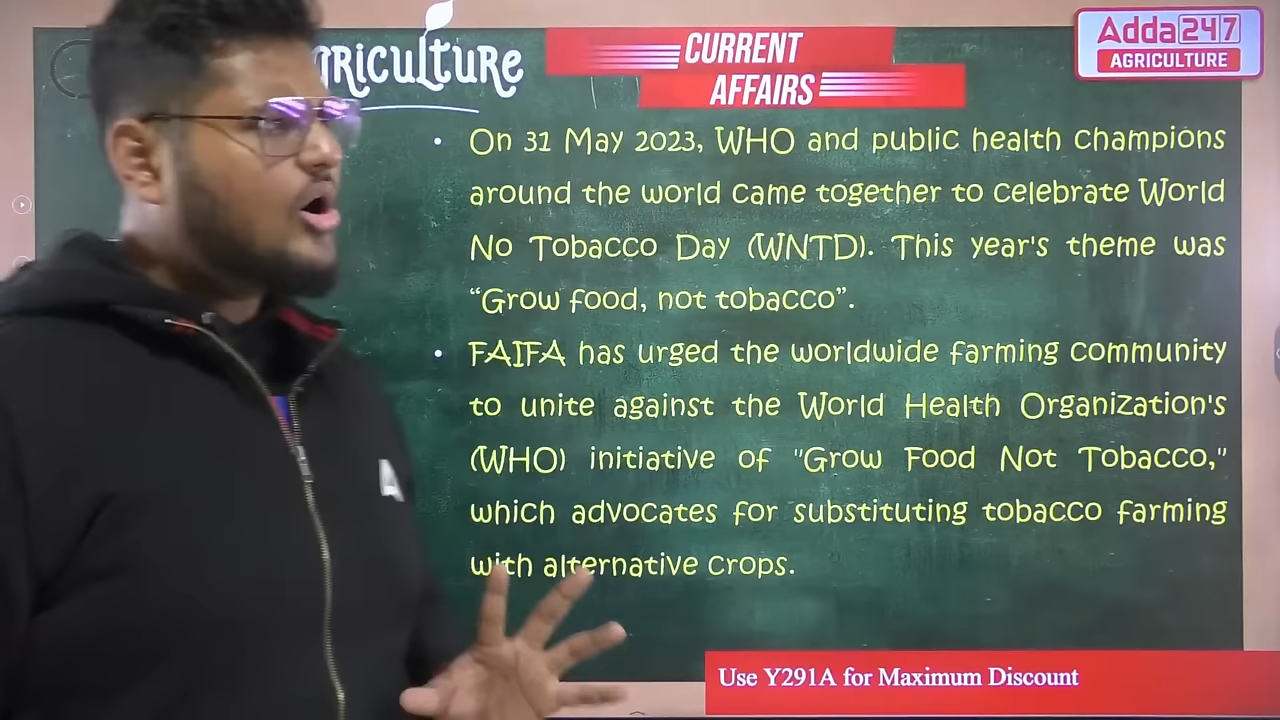 AGRICULTURE
CURRENT
AFFAIRS
Adda247
AGRICULTURE
• On 31 May 2023, WHO and public health champions
around the world came together to celebrate World
No Tobacco Day (WNTD). This year's theme was
“Grow food, not tobacco”.
• FAIFA has urged the worldwide farming community
to unite against the World Health Organization's
(WHO) initiative of "Grow Food Not Tobacco,"
which advocates for substituting tobacco farming
with alternative crops.
A
Use Y291A for Maximum Discount